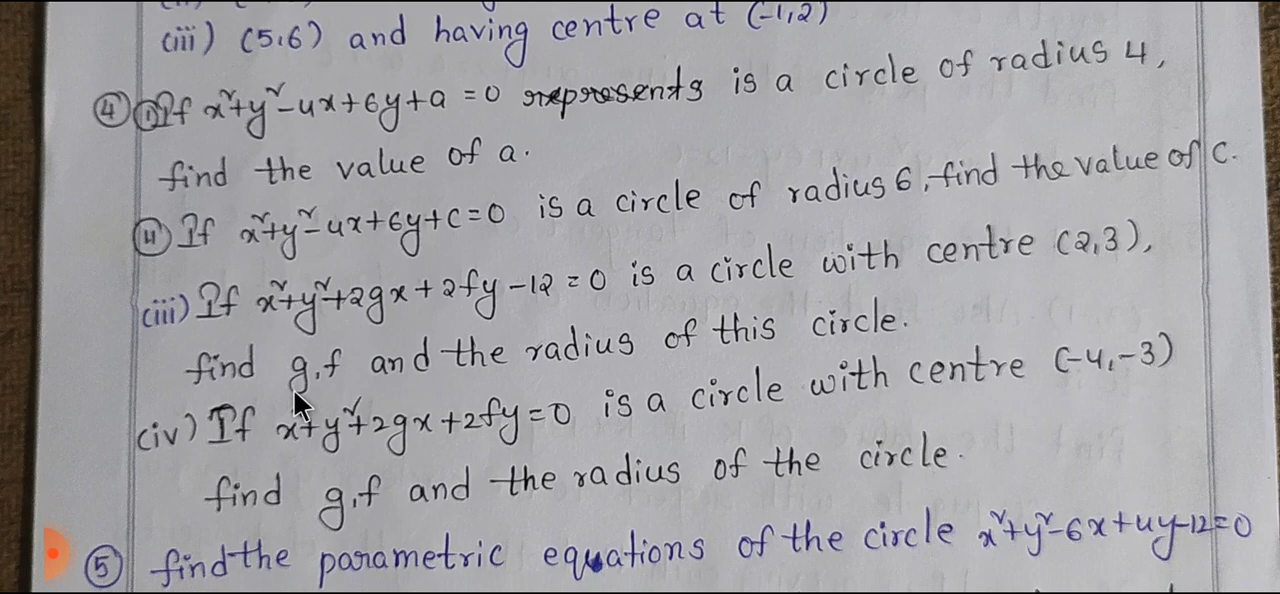 (iii) (5,6) and having centre at (-1,2)
④ (i) If x²+y²-4x+6y+a=0 represents is a circle of radius 4,
find the value of a.
(ii) If x²+y²-4x+6y+c=0 is a circle of radius 6, find the value of c.
(iii) If x²+y²+2gx+2fy-12=0 is a circle with centre (2,3),
find g,f and the radius of this circle.
(iv) If x+y²+2gx+2fy=0 is a circle with centre (-4,-3)
find g,f and the radius of the circle.
⑤ find the parametric equations of the circle x²+y²-6x+4y-12=0